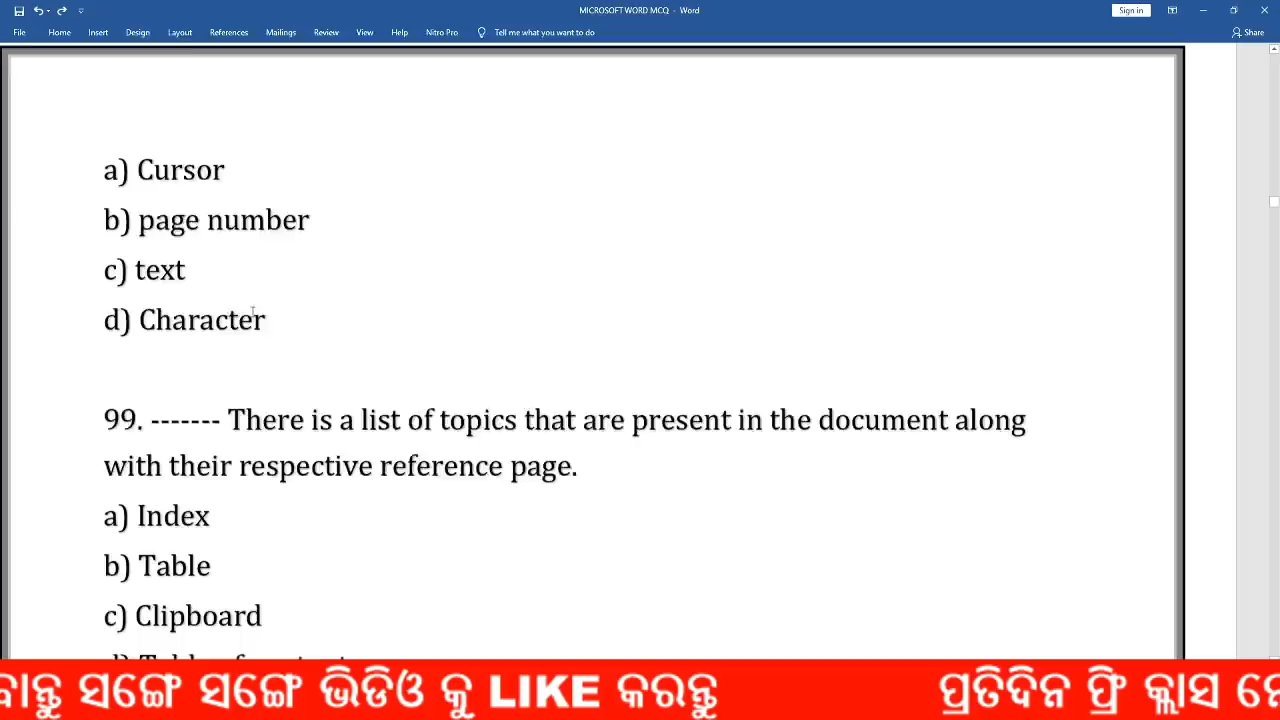 MICROSOFT WORD MCQ - Word
Sign in
File Home Insert Design Layout References Mailings Review View Help Nitro Pro Tell me what you want to do Share
a) Cursor
b) page number
c) text
d) Character
99. ------- There is a list of topics that are present in the document along
with their respective reference page.
a) Index
b) Table
c) Clipboard
ସଙ୍ଗେ ସଙ୍ଗେ ଭିଡିଓ କୁ LIKE କରନ୍ତୁ ପ୍ରତିଦିନ ଫ୍ରି କ୍ଲାସ